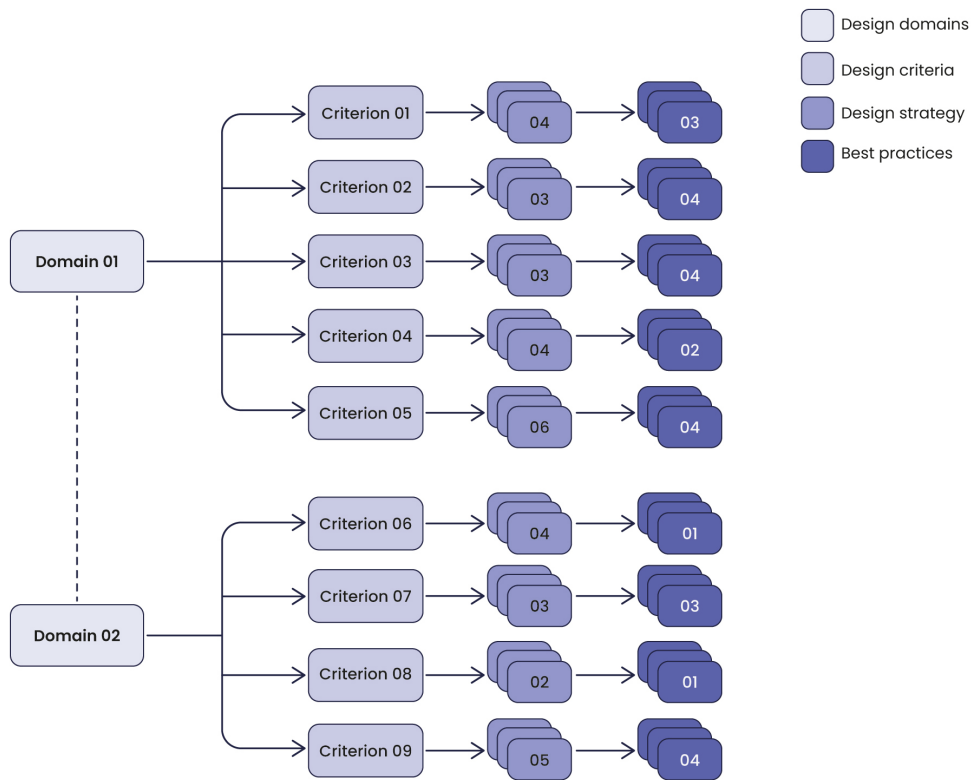 Design domains
Design criteria
Design strategy
Best practices
Criterion 01
04
03
Criterion 02
03
04
Domain 01
Criterion 03
03
04
Criterion 04
04
02
Criterion 05
06
04
Criterion 06
04
01
Criterion 07
03
03
Domain 02
Criterion 08
02
01
Criterion 09
05
04